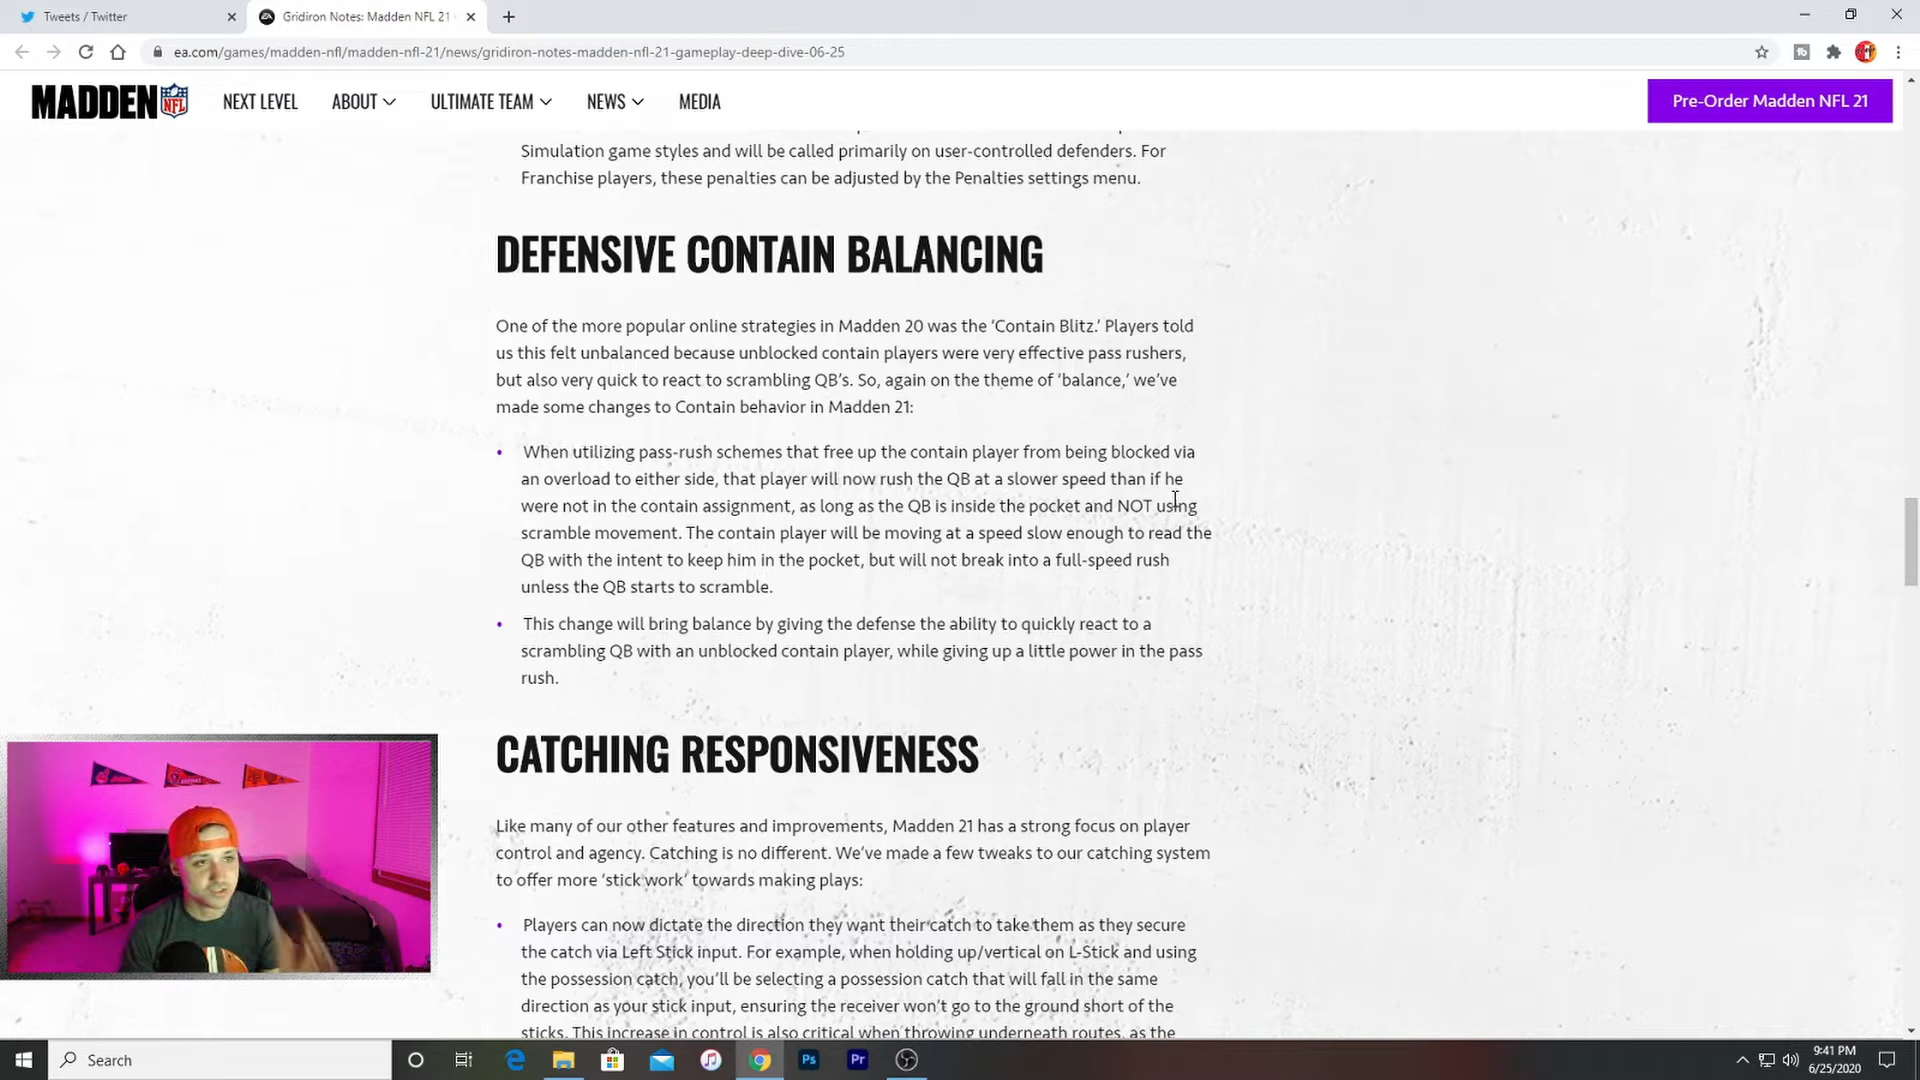 Tweets / Twitter
Gridiron Notes: Madden NFL 21
ea.com/games/madden-nfl/madden-nfl-21/news/gridiron-notes-madden-nfl-21-gameplay-deep-dive-06-25
MADDEN NFL
NEXT LEVEL
ABOUT
ULTIMATE TEAM
NEWS
MEDIA
Pre-Order Madden NFL 21
Simulation game styles and will be called primarily on user-controlled defenders. For
Franchise players, these penalties can be adjusted by the Penalties settings menu.
DEFENSIVE CONTAIN BALANCING
One of the more popular online strategies in Madden 20 was the ‘Contain Blitz.’ Players told
us this felt unbalanced because unblocked contain players were very effective pass rushers,
but also very quick to react to scrambling QB’s. So, again on the theme of ‘balance,’ we’ve
made some changes to Contain behavior in Madden 21:
• When utilizing pass-rush schemes that free up the contain player from being blocked via
an overload to either side, that player will now rush the QB at a slower speed than if he
were not in the contain assignment, as long as the QB is inside the pocket and NOT using
scramble movement. The contain player will be moving at a speed slow enough to read the
QB with the intent to keep him in the pocket, but will not break into a full-speed rush
unless the QB starts to scramble.
• This change will bring balance by giving the defense the ability to quickly react to a
scrambling QB with an unblocked contain player, while giving up a little power in the pass
rush.
CATCHING RESPONSIVENESS
Like many of our other features and improvements, Madden 21 has a strong focus on player
control and agency. Catching is no different. We’ve made a few tweaks to our catching system
to offer more ‘stick work’ towards making plays:
• Players can now dictate the direction they want their catch to take them as they secure
the catch via Left Stick input. For example, when holding up/vertical on L-Stick and using
the possession catch, you’ll be selecting a possession catch that will fall in the same
direction as your stick input, ensuring the receiver won’t go to the ground short of the
sticks. This increase in control is also critical when throwing underneath routes, as the
Search
Ps
Pr
9:41 PM
6/25/2020